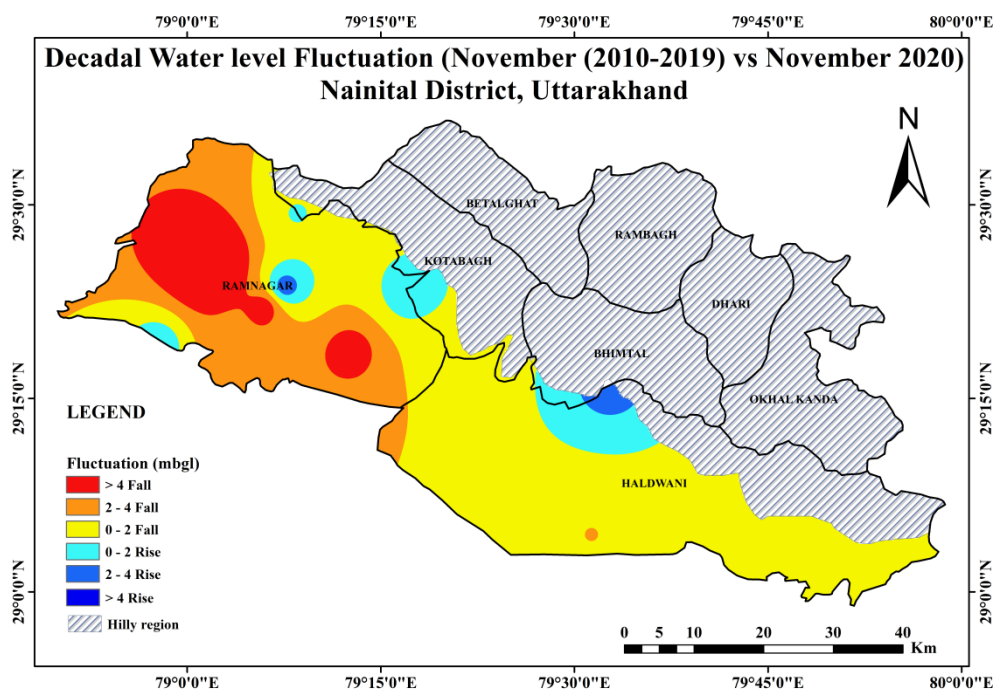 79°0'0"E 79°15'0"E 79°30'0"E 79°45'0"E 80°0'0"E
Decadal Water level Fluctuation (November (2010-2019) vs November 2020)
Nainital District, Uttarakhand
N
29°30'0"N 29°30'0"N
BETALGHAT
RAMBAGH
KOTABAGH
RAMNAGAR
DHARI
BHIMTAL
29°15'0"N 29°15'0"N
OKHAL KANDA
LEGEND
HALDWANI
Fluctuation (mbgl)
> 4 Fall
2 - 4 Fall
0 - 2 Fall
0 - 2 Rise
2 - 4 Rise
> 4 Rise
Hilly region
29°0'0"N 29°0'0"N
0 5 10 20 30 40
Km
79°0'0"E 79°15'0"E 79°30'0"E 79°45'0"E 80°0'0"E